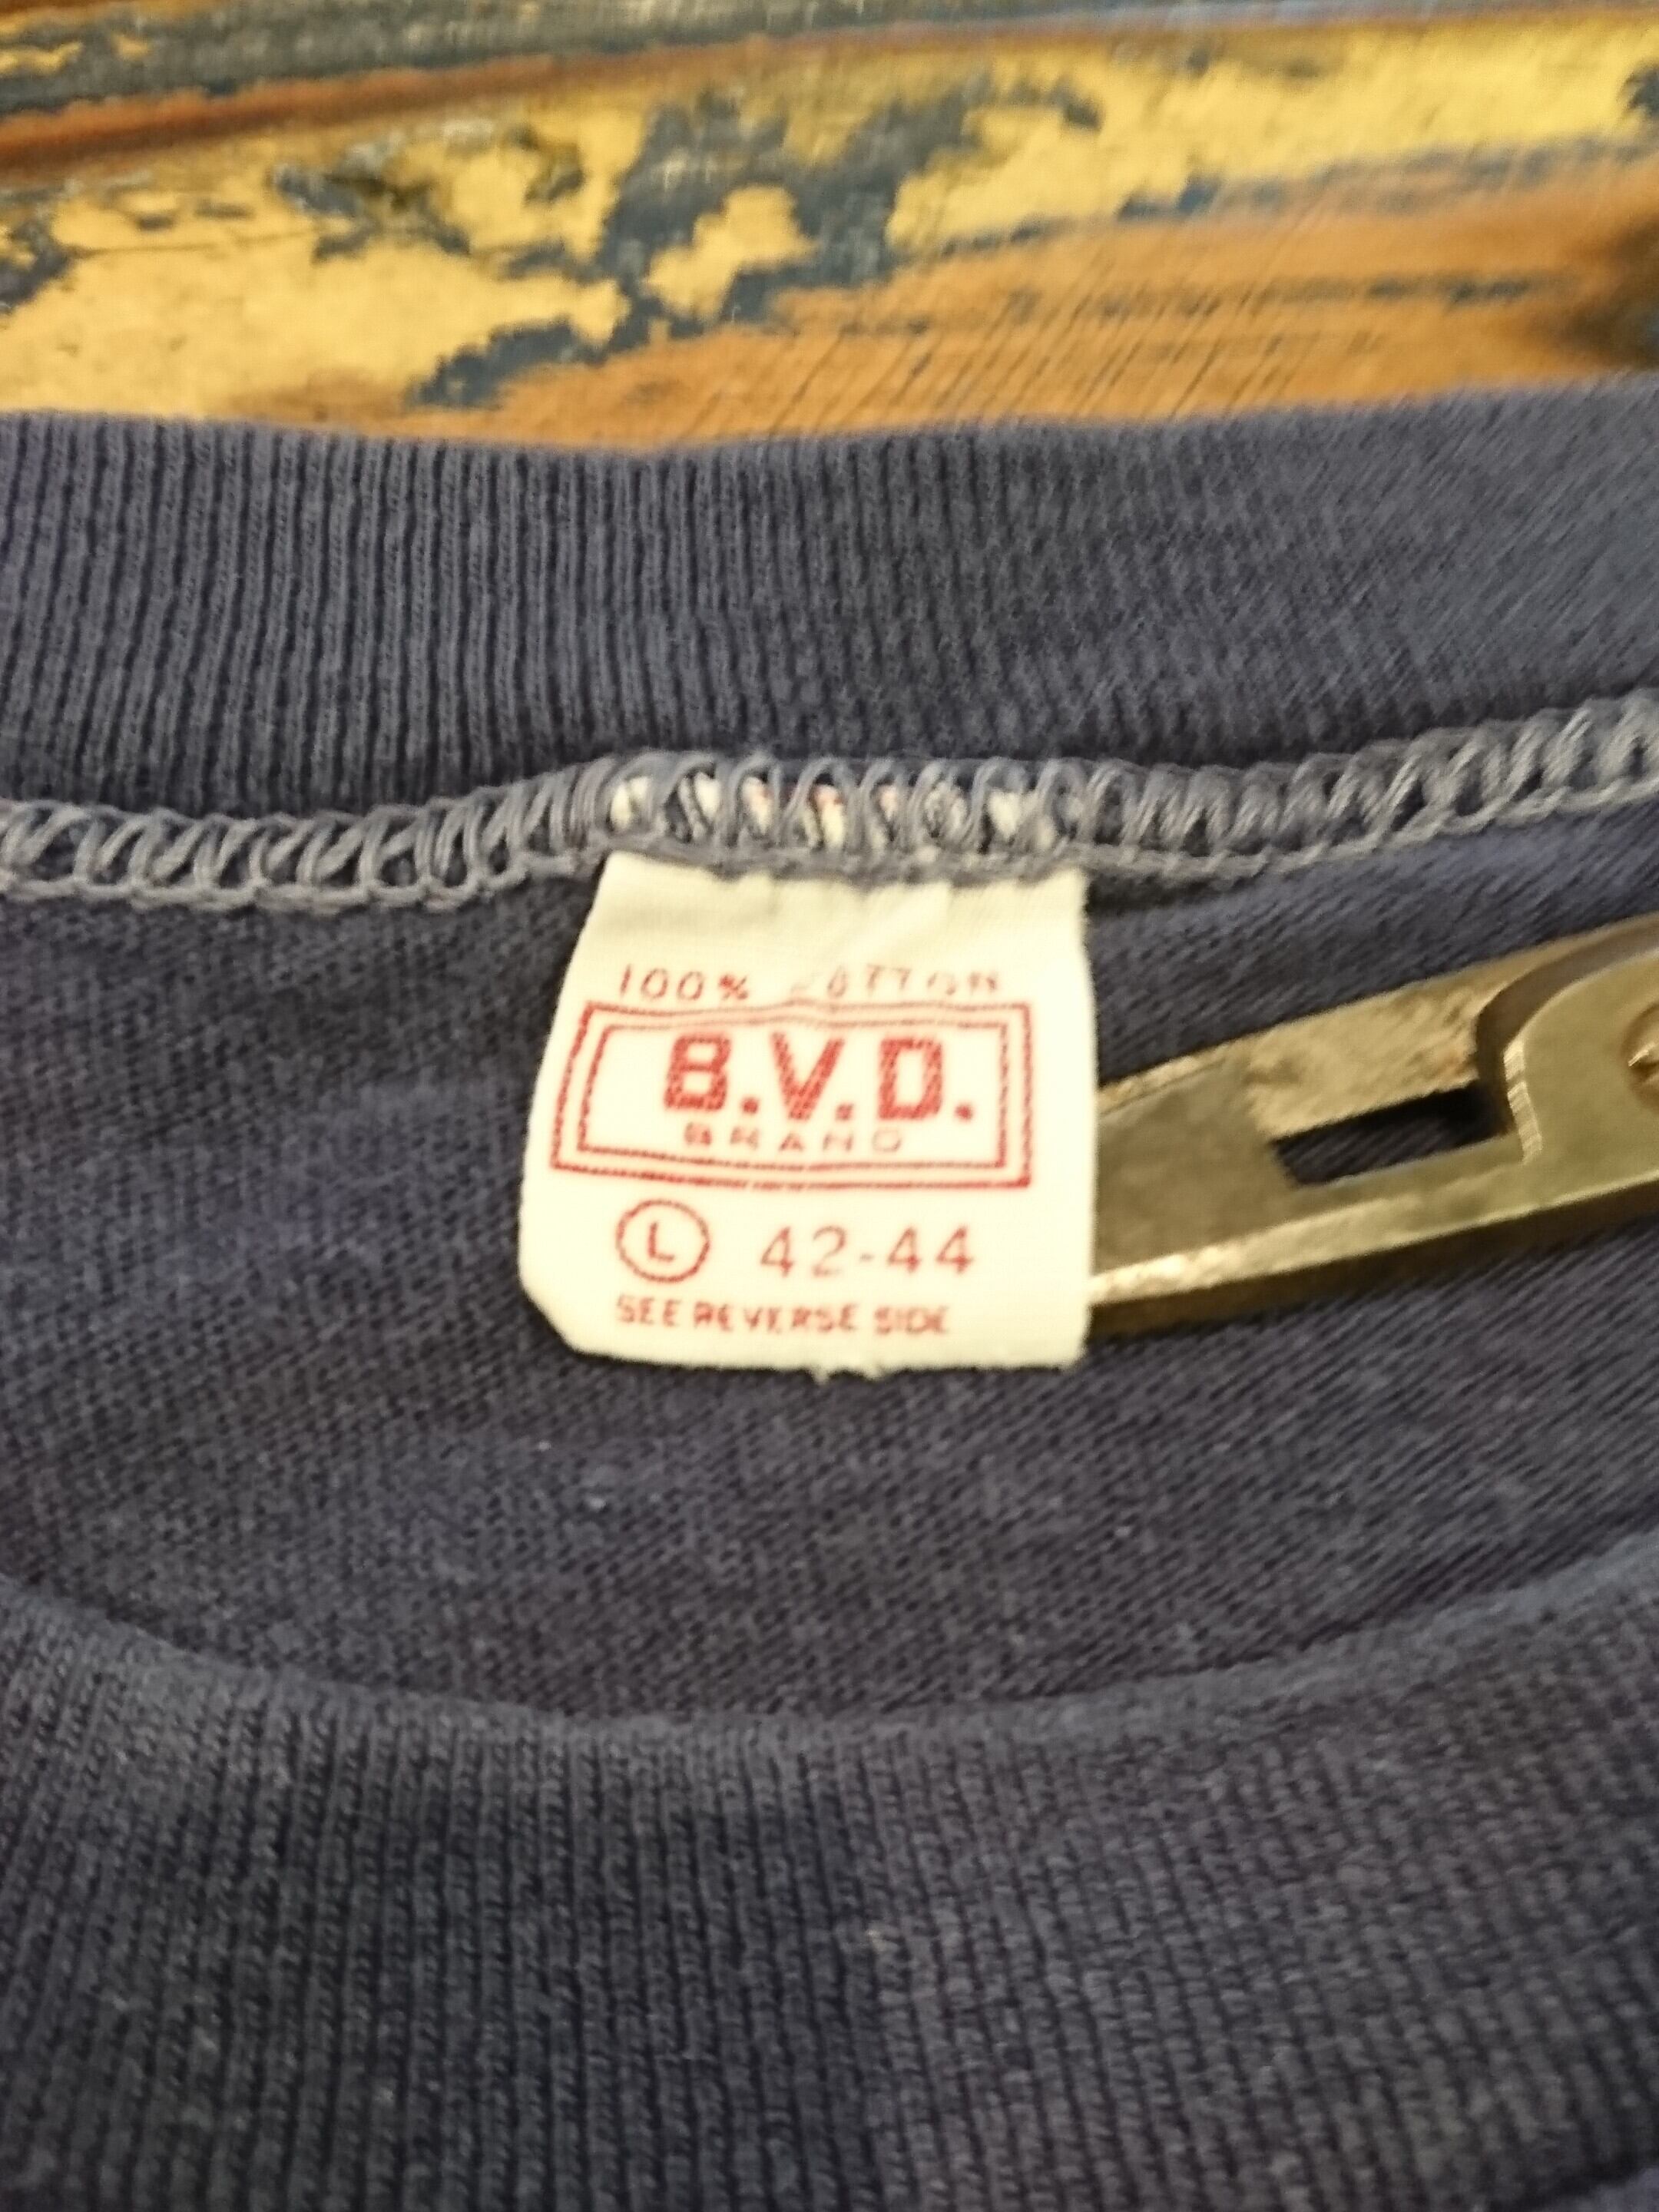 100% COTTON
B.V.D.
BRAND
L 42-44
SEE REVERSE SIDE